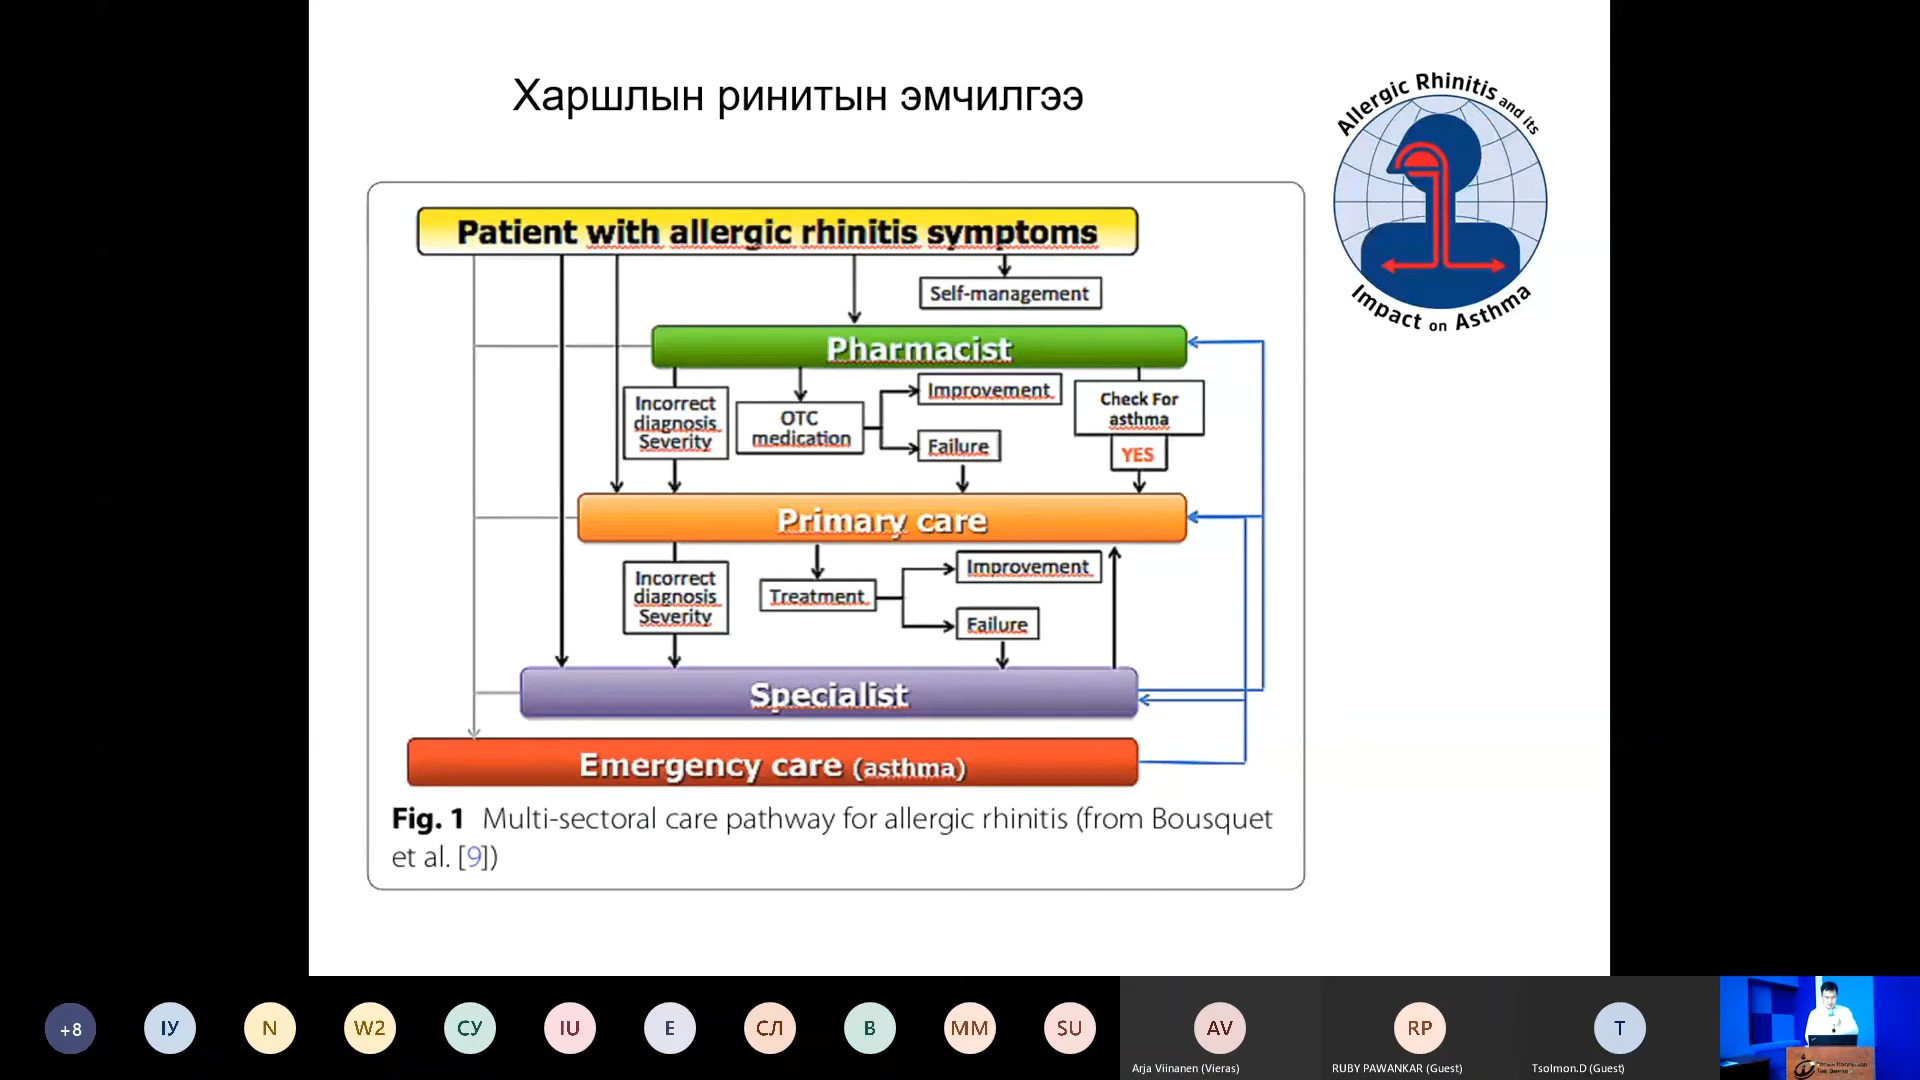 Харшлын ринитын эмчилгээ
Allergic Rhinitis and its
Impact on Asthma
Patient with allergic rhinitis symptoms
Self-management
Pharmacist
Incorrect
diagnosis
Severity
OTC
medication
Improvement
Failure
Check For
asthma
YES
Primary care
Incorrect
diagnosis
Severity
Treatment
Improvement
Failure
Specialist
Emergency care (asthma)
Fig. 1 Multi-sectoral care pathway for allergic rhinitis (from Bousquet
et al. [9])
+8
ІУ
N
W2
СУ
IU
E
СЛ
B
MM
SU
AV
RP
T
Arja Viinanen (Vieras)
RUBY PAWANKAR (Guest)
Tsolmon.D (Guest)